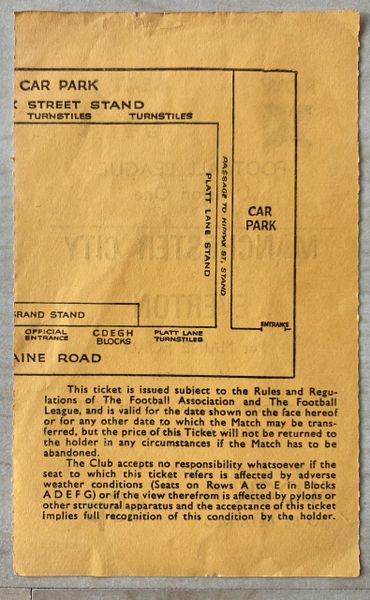 CAR PARK
STREET STAND
TURNSTILES TURNSTILES
PLATT LANE STAND
PASSAGE TO HIPPAX ST. STAND
CAR
PARK
GRAND STAND
ENTRANCE
OFFICIAL
ENTRANCE
CDEGH
BLOCKS
PLATT LANE
TURNSTILES
AINE ROAD
This ticket is issued subject to the Rules and Regu-
lations of The Football Association and The Football
League, and is valid for the date shown on the face hereof
or for any other date to which the Match may be trans-
ferred, but the price of this Ticket will not be returned to
the holder in any circumstances if the Match has to be
abandoned.
The Club accepts no responsibility whatsoever if the
seat to which this ticket refers is affected by adverse
weather conditions (Seats on Rows A to E in Blocks
A D E F G) or if the view therefrom is affected by pylons or
other structural apparatus and the acceptance of this ticket
implies full recognition of this condition by the holder.